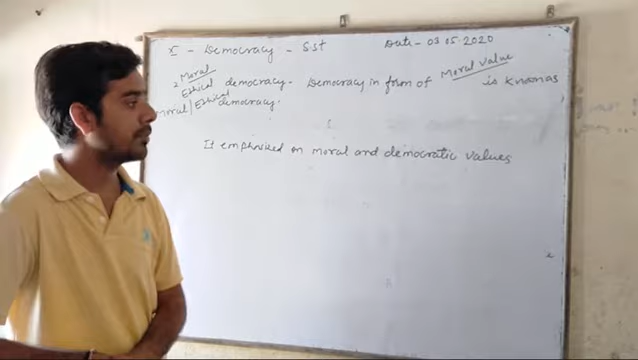 X - Democracy - S.st Date - 03.05.2020
2. Moral
Ethical democracy. Democracy in form of Moral value is known as
Moral/Ethical democracy.
It emphasized on moral and democratic values